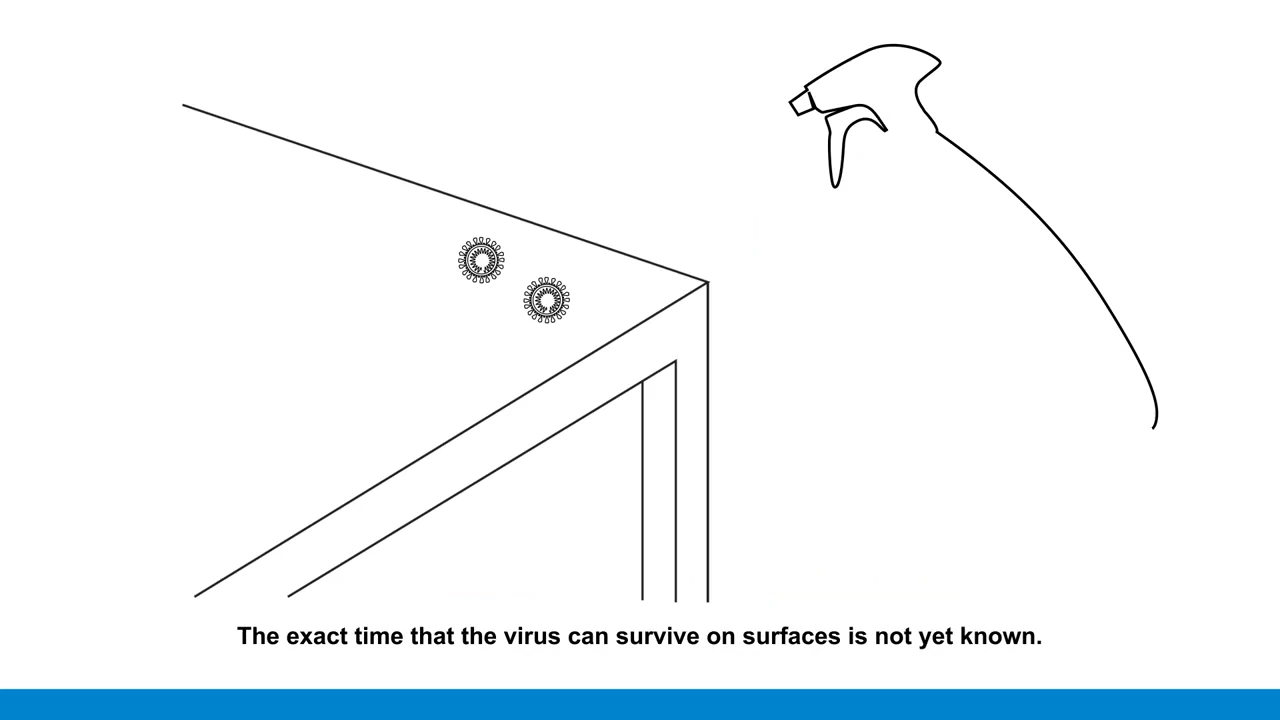 The exact time that the virus can survive on surfaces is not yet known.